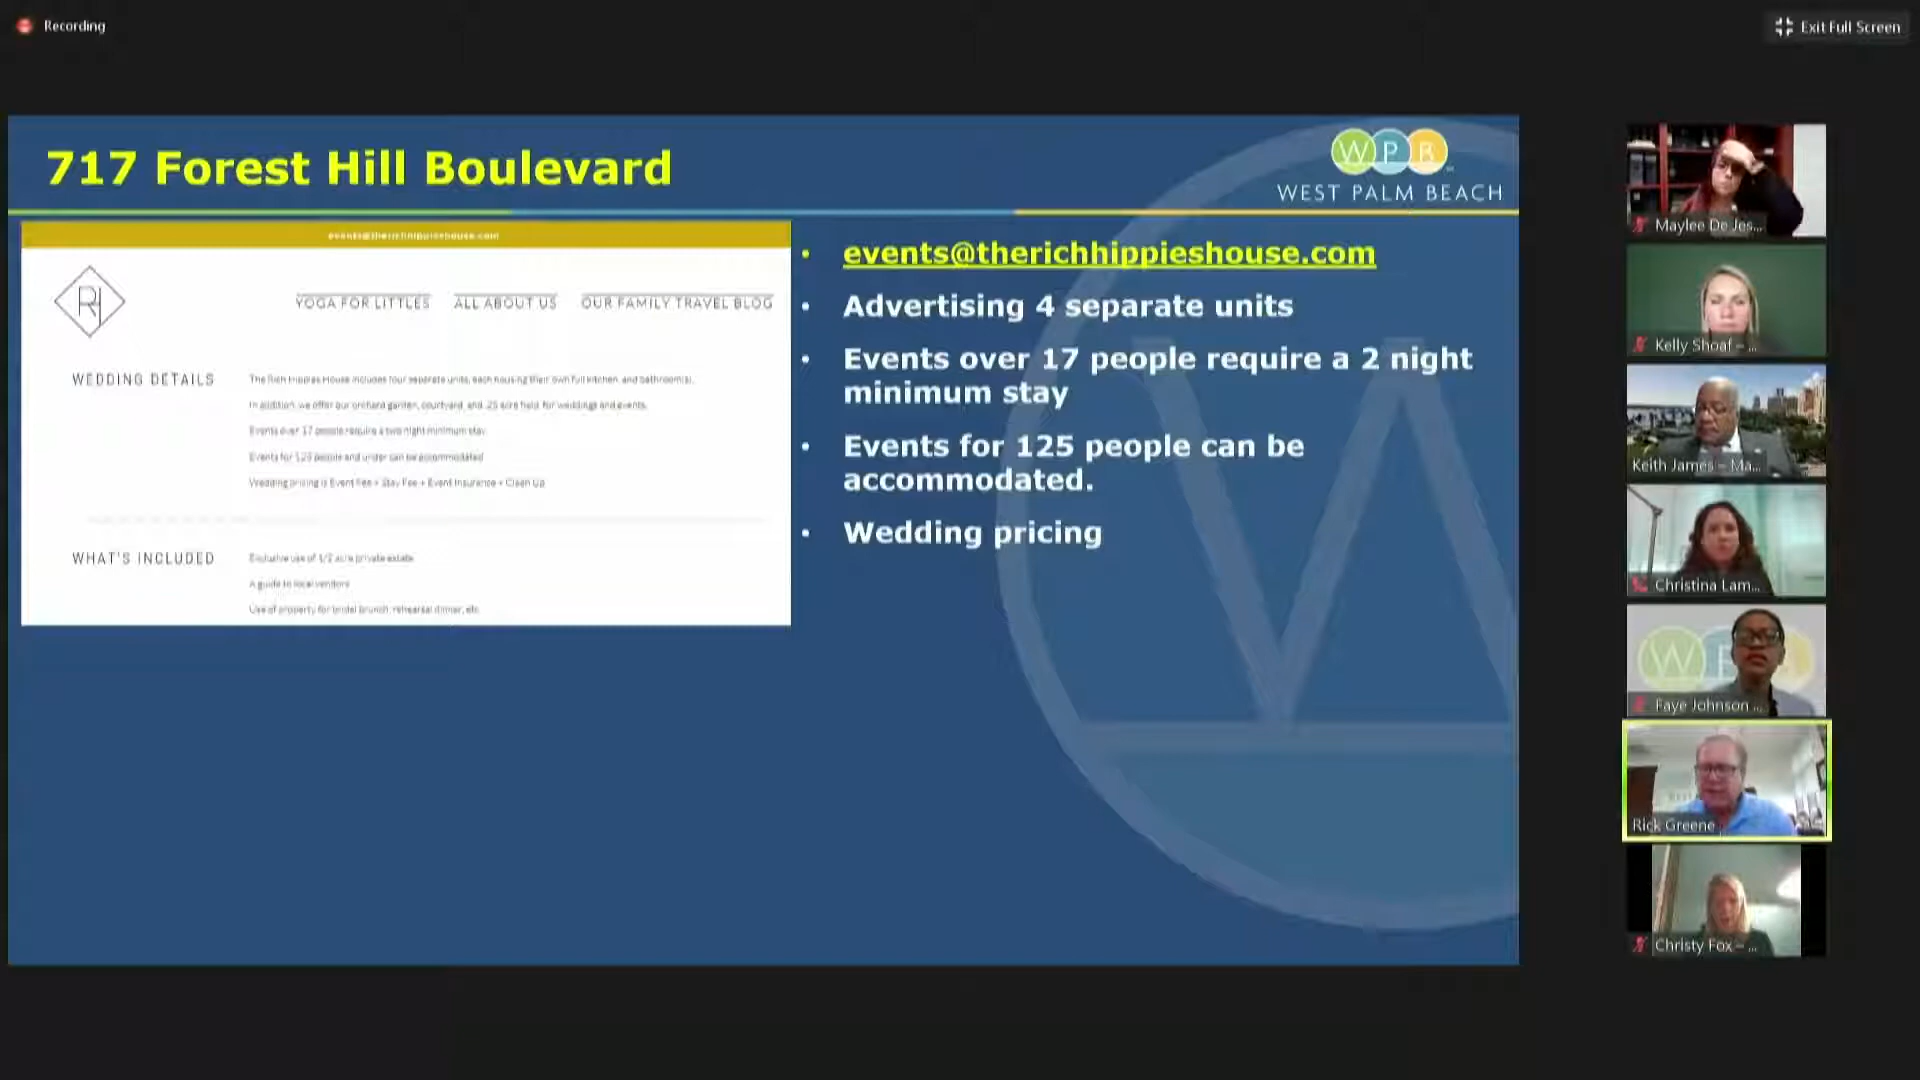 Recording
Exit Full Screen
717 Forest Hill Boulevard
W P B
WEST PALM BEACH
events@therichhippieshouse.com
RH
YOGA FOR LITTLES
ALL ABOUT US
OUR FAMILY TRAVEL BLOG
WEDDING DETAILS
The Rich Hippies House includes four separate units, each housing their own full kitchen, and bathroom(s).
In addition, we offer our orchard garden, courtyard, and .25 acre field for weddings and events.
Events over 17 people require a two night minimum stay
Events for 125 people and under can be accommodated
Wedding pricing is Event Fee + Stay Fee + Event Insurance + Clean Up
WHAT'S INCLUDED
Exclusive use of 1/2 acre private estate
A guide to local vendors
Use of property for bridal brunch, rehearsal dinner, etc
• events@therichhippieshouse.com
• Advertising 4 separate units
• Events over 17 people require a 2 night
minimum stay
• Events for 125 people can be
accommodated.
• Wedding pricing
Maylee De Jes...
Kelly Shoaf – ...
Keith James – Ma...
Christina Lam...
Faye Johnson ...
Rick Greene ...
Christy Fox – ...